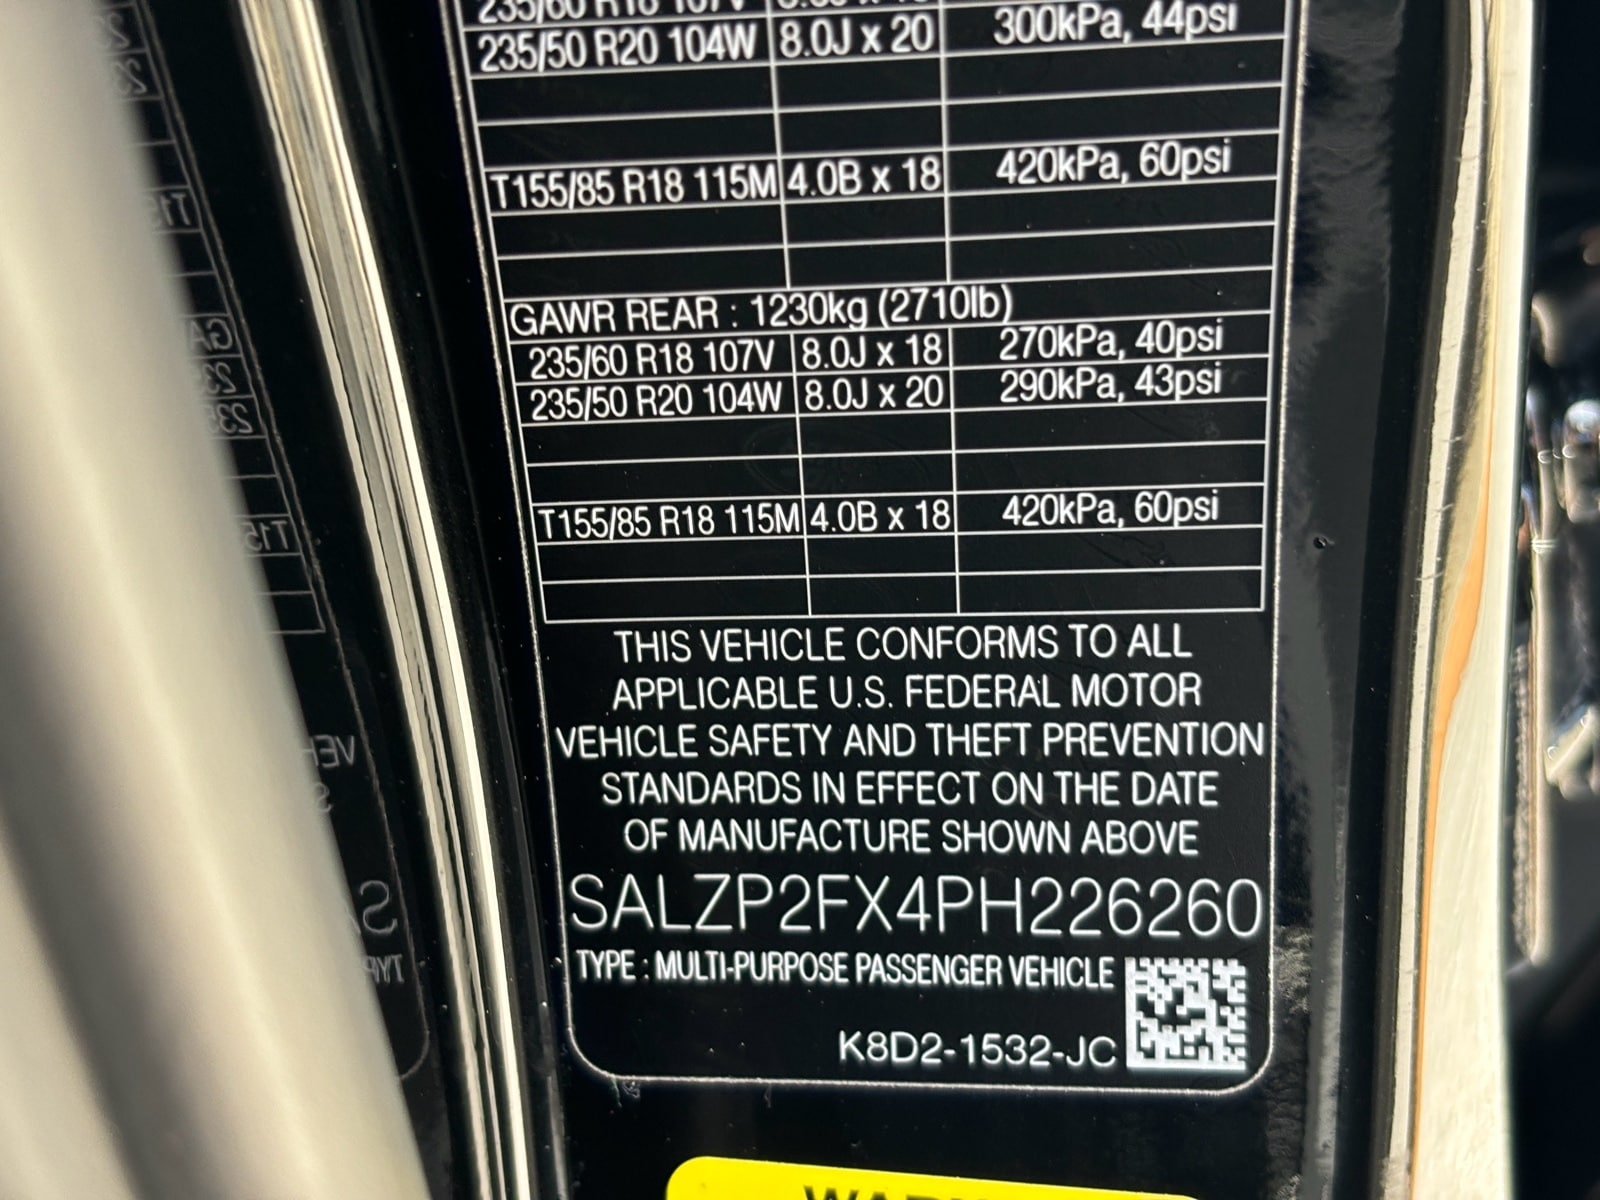 235/60 R18 107V
235/50 R20 104W 8.0J x 20 300kPa, 44psi
T155/85 R18 115M 4.0B x 18 420kPa, 60psi
GAWR REAR : 1230kg (2710lb)
235/60 R18 107V 8.0J x 18 270kPa, 40psi
235/50 R20 104W 8.0J x 20 290kPa, 43psi
T155/85 R18 115M 4.0B x 18 420kPa, 60psi
THIS VEHICLE CONFORMS TO ALL
APPLICABLE U.S. FEDERAL MOTOR
VEHICLE SAFETY AND THEFT PREVENTION
STANDARDS IN EFFECT ON THE DATE
OF MANUFACTURE SHOWN ABOVE
SALZP2FX4PH226260
TYPE : MULTI-PURPOSE PASSENGER VEHICLE
K8D2-1532-JC